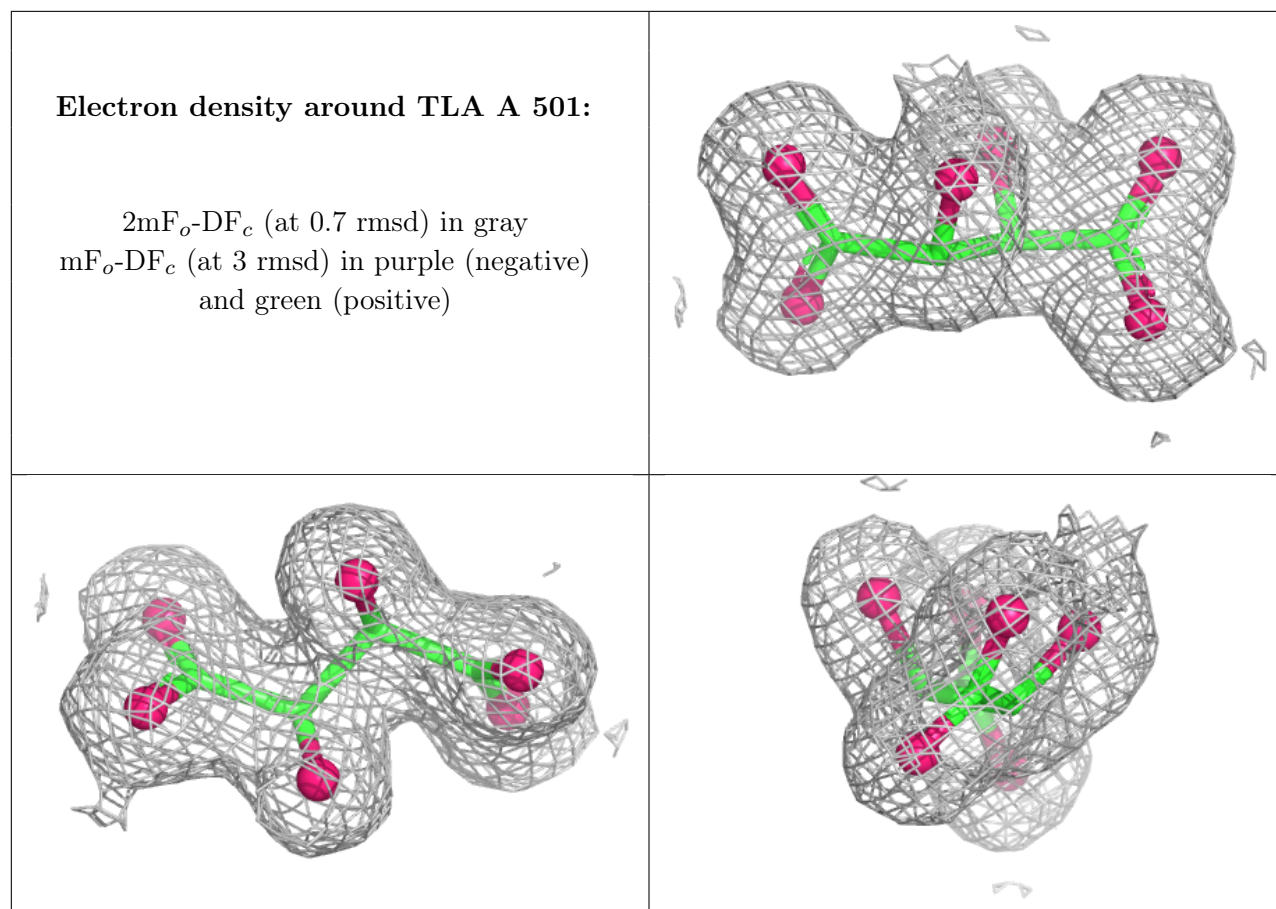 Electron density around TLA A 501:
2mFo-DFc (at 0.7 rmsd) in gray
mFo-DFc (at 3 rmsd) in purple (negative)
and green (positive)